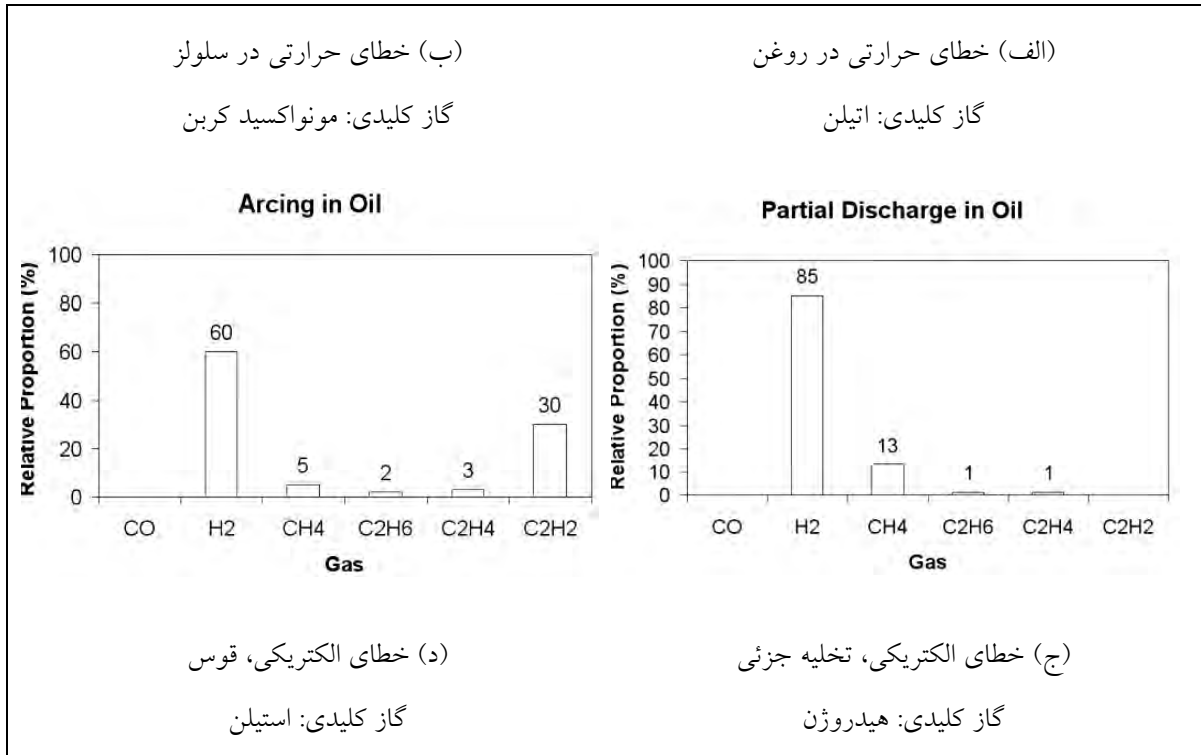 (الف) خطای حرارتی در روغن
گاز کلیدی: اتیلن
(ب) خطای حرارتی در سلولز
گاز کلیدی: مونواکسید کربن
Partial Discharge in Oil
Relative Proportion (%)
100
90
80
70
60
50
40
30
20
10
0
85
13
1
1
CO H2 CH4 C2H6 C2H4 C2H2
Gas
(ج) خطای الکتریکی، تخلیه جزئی
گاز کلیدی: هیدروژن
Arcing in Oil
Relative Proportion (%)
100
80
60
40
20
0
60
5
2
3
30
CO H2 CH4 C2H6 C2H4 C2H2
Gas
(د) خطای الکتریکی، قوس
گاز کلیدی: استیلن